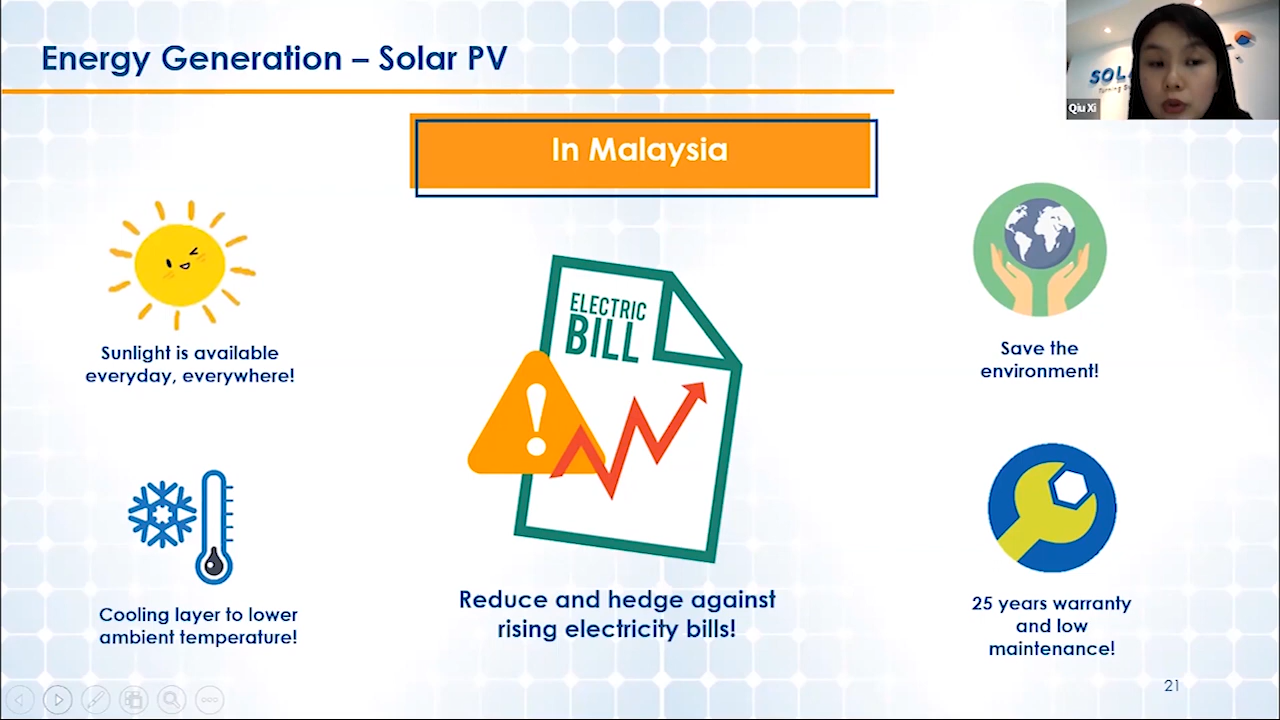 Energy Generation – Solar PV
In Malaysia
Qiu Xi
Sunlight is available
everyday, everywhere!
ELECTRIC
BILL
Save the
environment!
Cooling layer to lower
ambient temperature!
Reduce and hedge against
rising electricity bills!
25 years warranty
and low
maintenance!
21